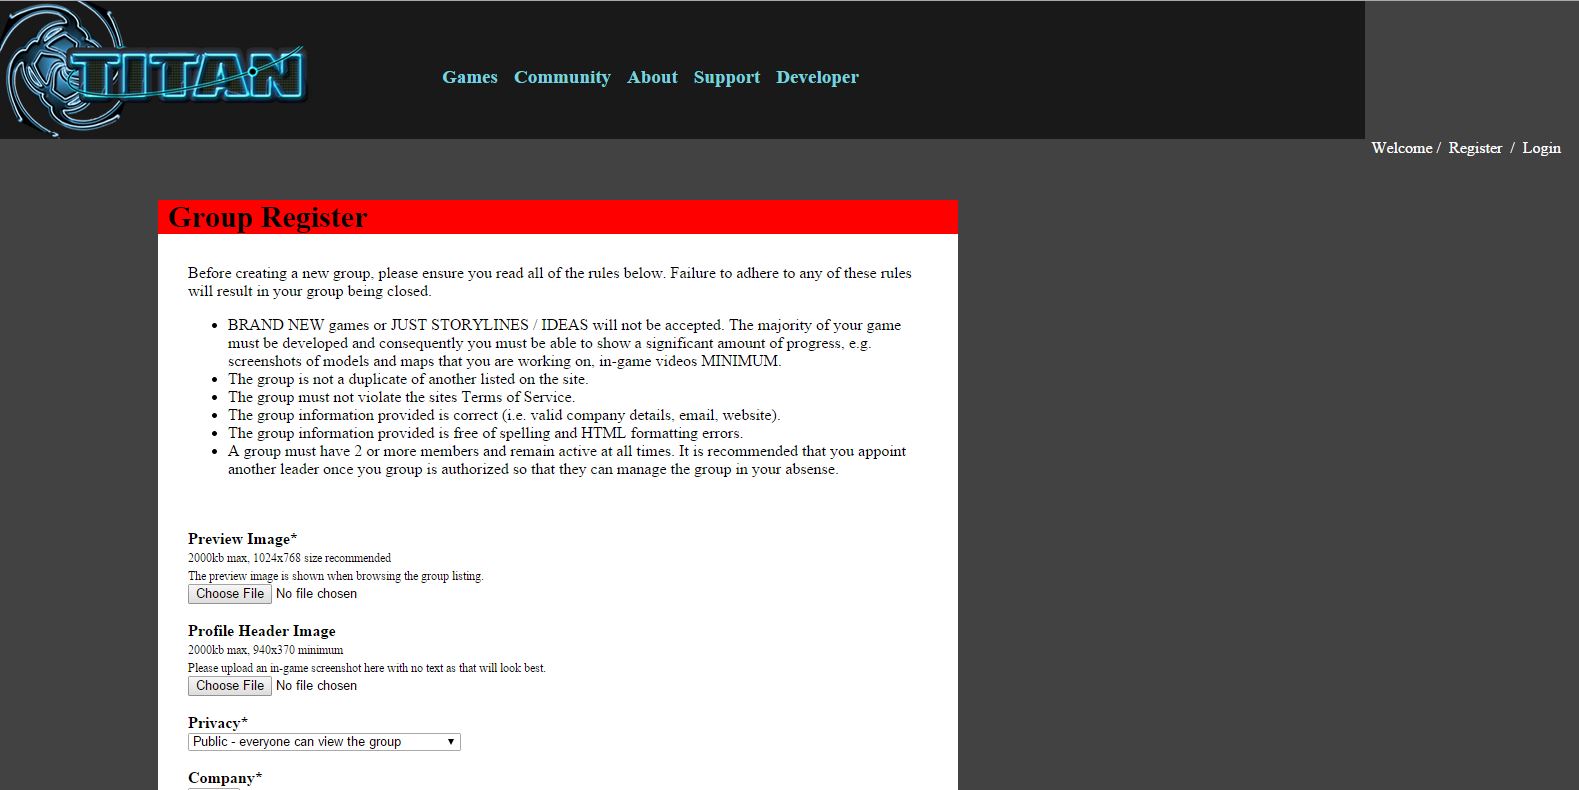 TITAN
Games Community About Support Developer
Welcome / Register / Login
Group Register
Before creating a new group, please ensure you read all of the rules below. Failure to adhere to any of these rules
will result in your group being closed.
• BRAND NEW games or JUST STORYLINES / IDEAS will not be accepted. The majority of your game
must be developed and consequently you must be able to show a significant amount of progress, e.g.
screenshots of models and maps that you are working on, in-game videos MINIMUM.
• The group is not a duplicate of another listed on the site.
• The group must not violate the sites Terms of Service.
• The group information provided is correct (i.e. valid company details, email, website).
• The group information provided is free of spelling and HTML formatting errors.
• A group must have 2 or more members and remain active at all times. It is recommended that you appoint
another leader once you group is authorized so that they can manage the group in your absense.
Preview Image*
2000kb max, 1024x768 size recommended
The preview image is shown when browsing the group listing.
Choose File No file chosen
Profile Header Image
2000kb max, 940x370 minimum
Please upload an in-game screenshot here with no text as that will look best.
Choose File No file chosen
Privacy*
Public - everyone can view the group
Company*